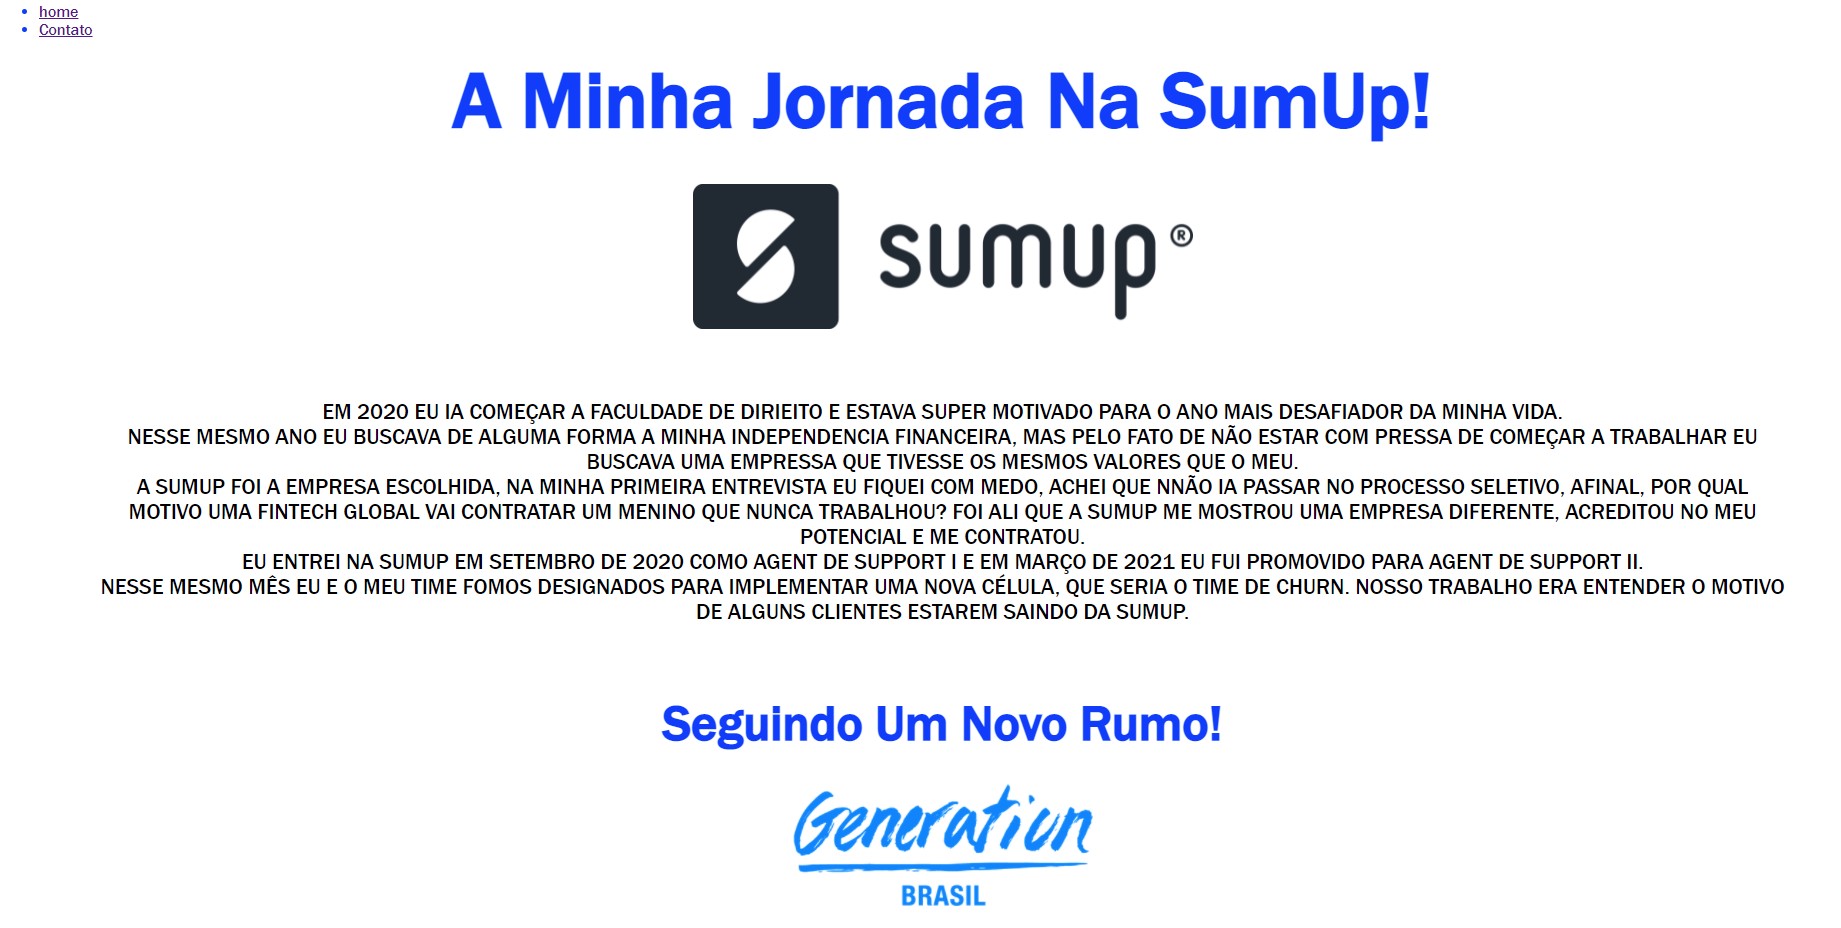 home
Contato
A Minha Jornada Na SumUp!
sumup®
EM 2020 EU IA COMEÇAR A FACULDADE DE DIRIEITO E ESTAVA SUPER MOTIVADO PARA O ANO MAIS DESAFIADOR DA MINHA VIDA.
NESSE MESMO ANO EU BUSCAVA DE ALGUMA FORMA A MINHA INDEPENDENCIA FINANCEIRA, MAS PELO FATO DE NÃO ESTAR COM PRESSA DE COMEÇAR A TRABALHAR EU
BUSCAVA UMA EMPRESSA QUE TIVESSE OS MESMOS VALORES QUE O MEU.
A SUMUP FOI A EMPRESA ESCOLHIDA, NA MINHA PRIMEIRA ENTREVISTA EU FIQUEI COM MEDO, ACHEI QUE NNÃO IA PASSAR NO PROCESSO SELETIVO, AFINAL, POR QUAL
MOTIVO UMA FINTECH GLOBAL VAI CONTRATAR UM MENINO QUE NUNCA TRABALHOU? FOI ALI QUE A SUMUP ME MOSTROU UMA EMPRESA DIFERENTE, ACREDITOU NO MEU
POTENCIAL E ME CONTRATOU.
EU ENTREI NA SUMUP EM SETEMBRO DE 2020 COMO AGENT DE SUPPORT I E EM MARÇO DE 2021 EU FUI PROMOVIDO PARA AGENT DE SUPPORT II.
NESSE MESMO MÊS EU E O MEU TIME FOMOS DESIGNADOS PARA IMPLEMENTAR UMA NOVA CÉLULA, QUE SERIA O TIME DE CHURN. NOSSO TRABALHO ERA ENTENDER O MOTIVO
DE ALGUNS CLIENTES ESTAREM SAINDO DA SUMUP.
Seguindo Um Novo Rumo!
Generation
BRASIL